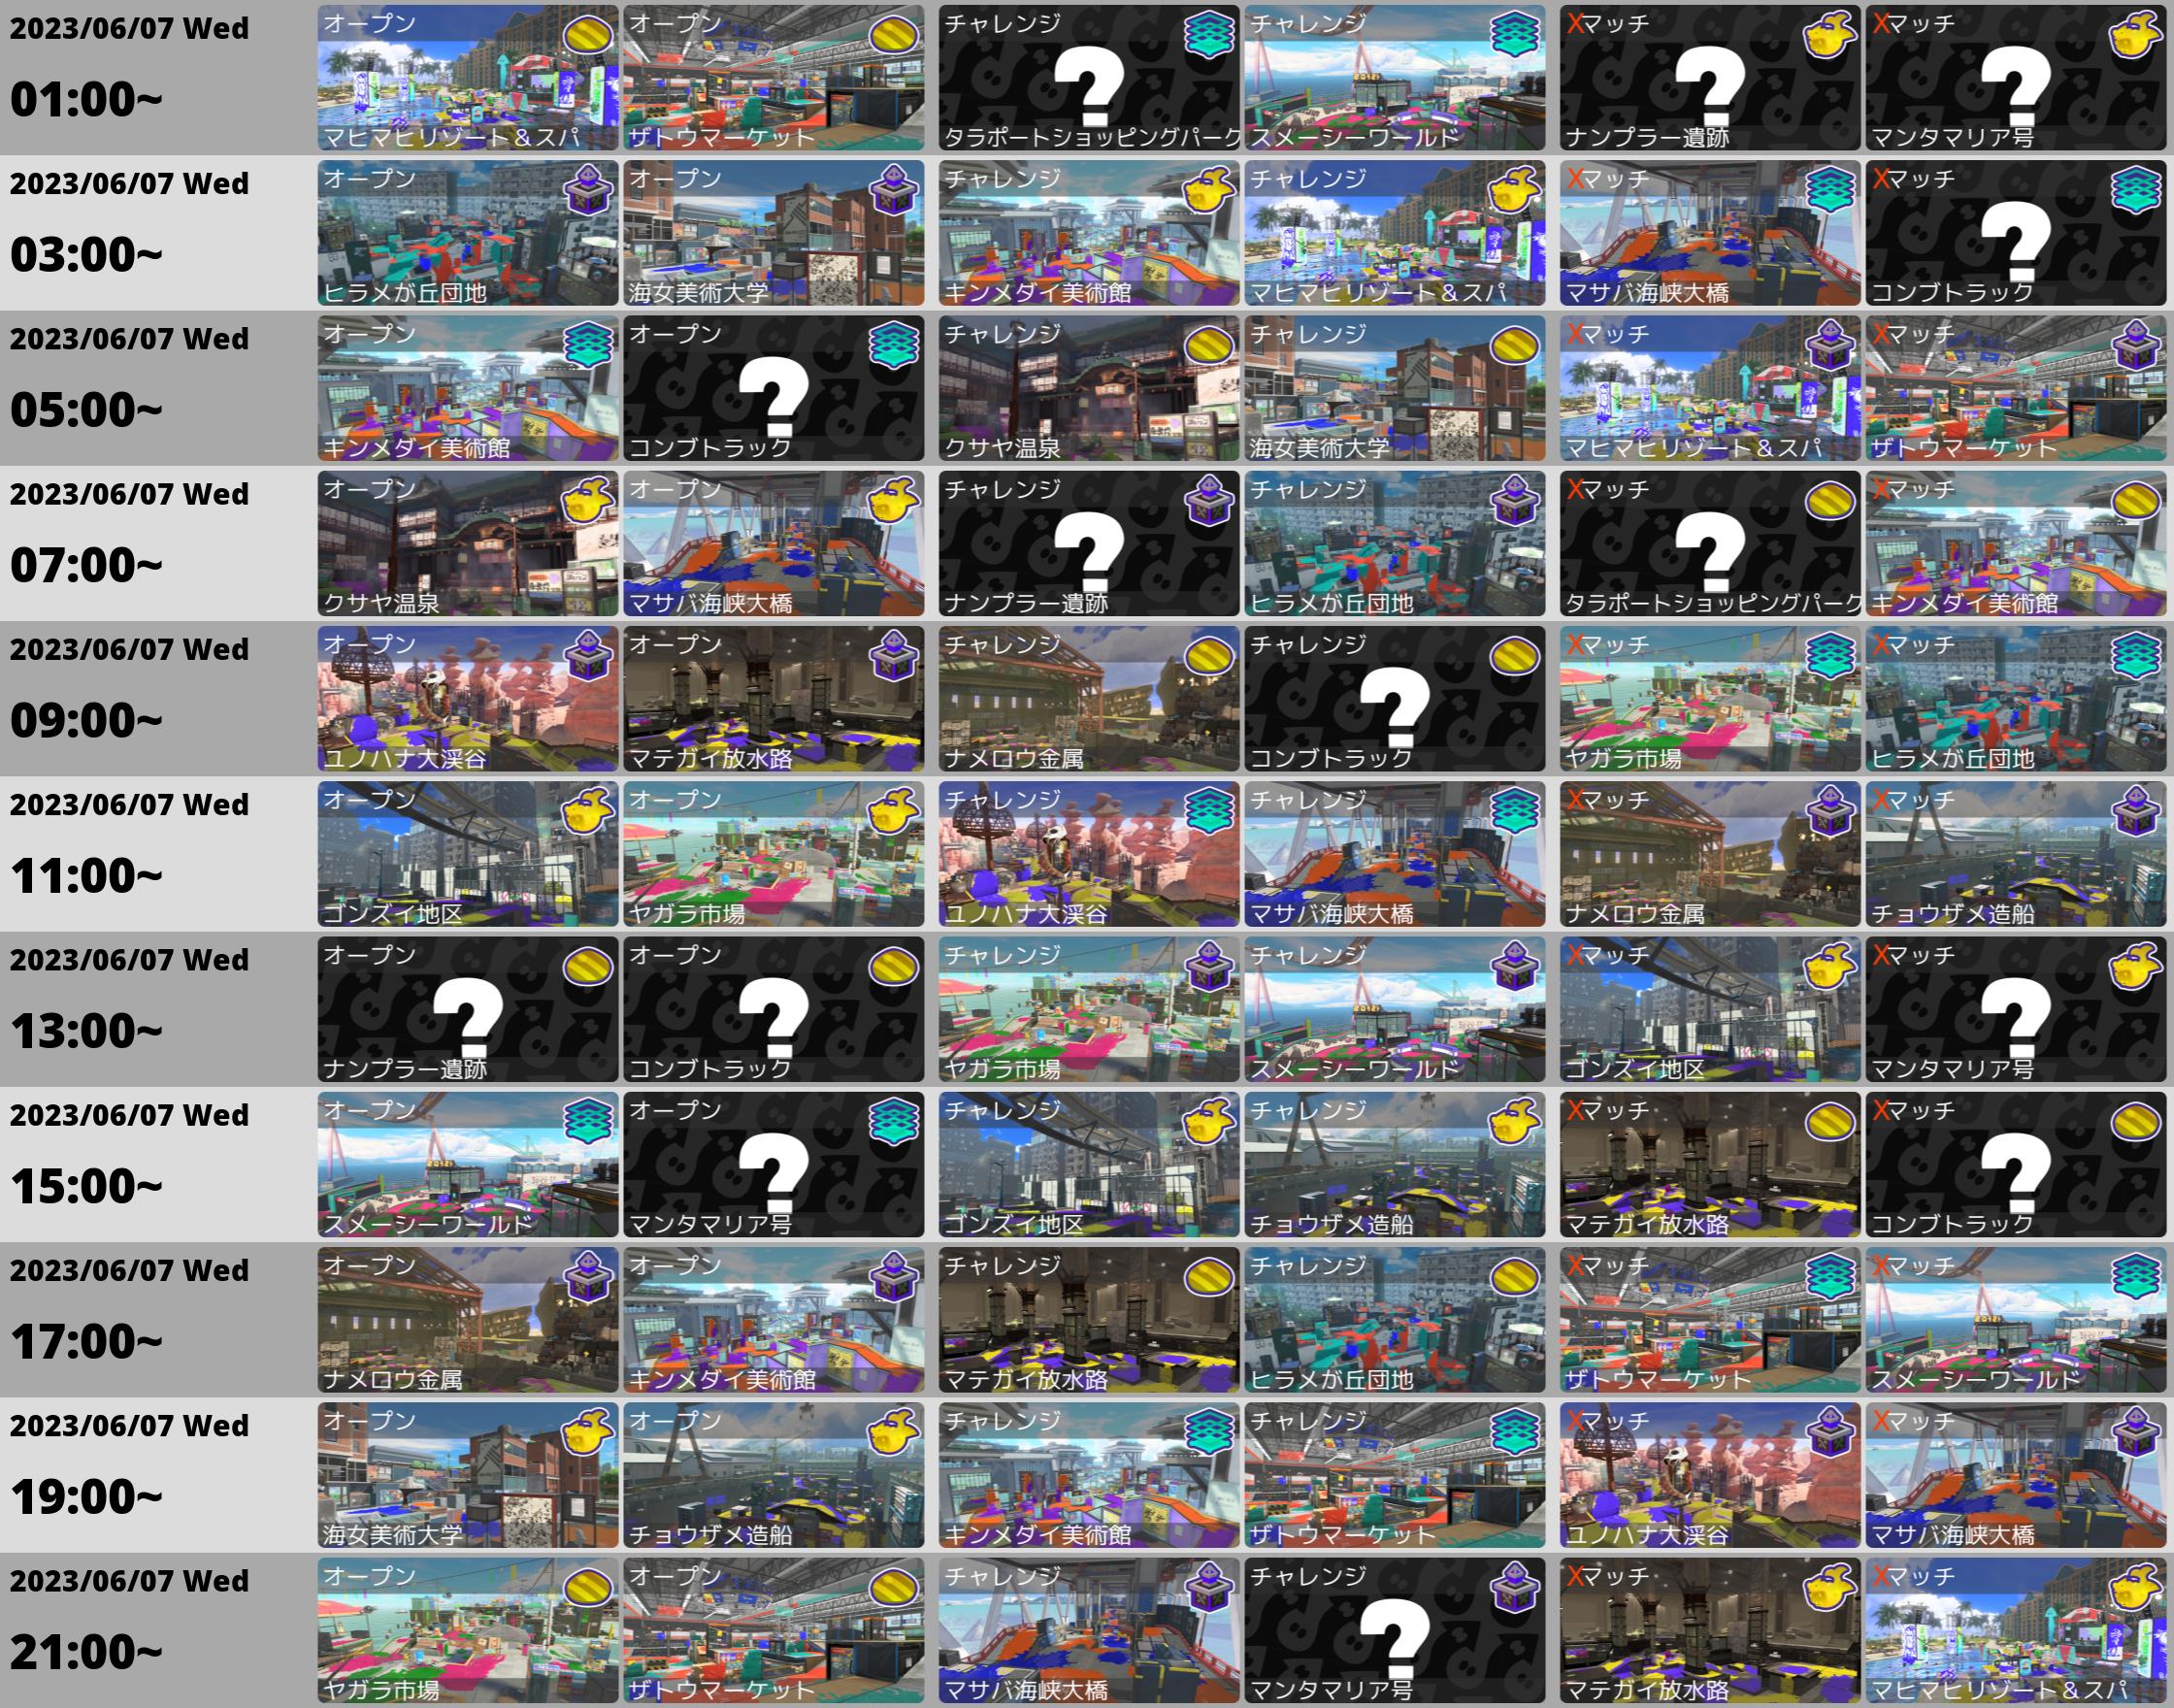 2023/06/07 Wed
01:00~
オープン オープン チャレンジ チャレンジ Xマッチ Xマッチ
マヒマヒリゾート＆スパ ザトウマーケット タラポートショッピングパーク スメーシーワールド ナンプラー遺跡 マンタマリア号
2023/06/07 Wed
03:00~
オープン オープン チャレンジ チャレンジ Xマッチ Xマッチ
ヒラメが丘団地 海女美術大学 キンメダイ美術館 マヒマヒリゾート＆スパ マサバ海峡大橋 コンブトラック
2023/06/07 Wed
05:00~
オープン オープン チャレンジ チャレンジ Xマッチ Xマッチ
キンメダイ美術館 コンブトラック クサヤ温泉 海女美術大学 マヒマヒリゾート＆スパ ザトウマーケット
2023/06/07 Wed
07:00~
オープン オープン チャレンジ チャレンジ Xマッチ Xマッチ
クサヤ温泉 マサバ海峡大橋 ナンプラー遺跡 ヒラメが丘団地 タラポートショッピングパーク キンメダイ美術館
2023/06/07 Wed
09:00~
オープン オープン チャレンジ チャレンジ Xマッチ Xマッチ
ユノハナ大渓谷 マテガイ放水路 ナメロウ金属 コンブトラック ヤガラ市場 ヒラメが丘団地
2023/06/07 Wed
11:00~
オープン オープン チャレンジ チャレンジ Xマッチ Xマッチ
ゴンズイ地区 ヤガラ市場 ユノハナ大渓谷 マサバ海峡大橋 ナメロウ金属 チョウザメ造船
2023/06/07 Wed
13:00~
オープン オープン チャレンジ チャレンジ Xマッチ Xマッチ
ナンプラー遺跡 コンブトラック ヤガラ市場 スメーシーワールド ゴンズイ地区 マンタマリア号
2023/06/07 Wed
15:00~
オープン オープン チャレンジ チャレンジ Xマッチ Xマッチ
スメーシーワールド マンタマリア号 ゴンズイ地区 チョウザメ造船 マテガイ放水路 コンブトラック
2023/06/07 Wed
17:00~
オープン オープン チャレンジ チャレンジ Xマッチ Xマッチ
ナメロウ金属 キンメダイ美術館 マテガイ放水路 ヒラメが丘団地 ザトウマーケット スメーシーワールド
2023/06/07 Wed
19:00~
オープン オープン チャレンジ チャレンジ Xマッチ Xマッチ
海女美術大学 チョウザメ造船 キンメダイ美術館 ザトウマーケット ユノハナ大渓谷 マサバ海峡大橋
2023/06/07 Wed
21:00~
オープン オープン チャレンジ チャレンジ Xマッチ Xマッチ
ヤガラ市場 ザトウマーケット マサバ海峡大橋 マンタマリア号 マテガイ放水路 マヒマヒリゾート＆スパ